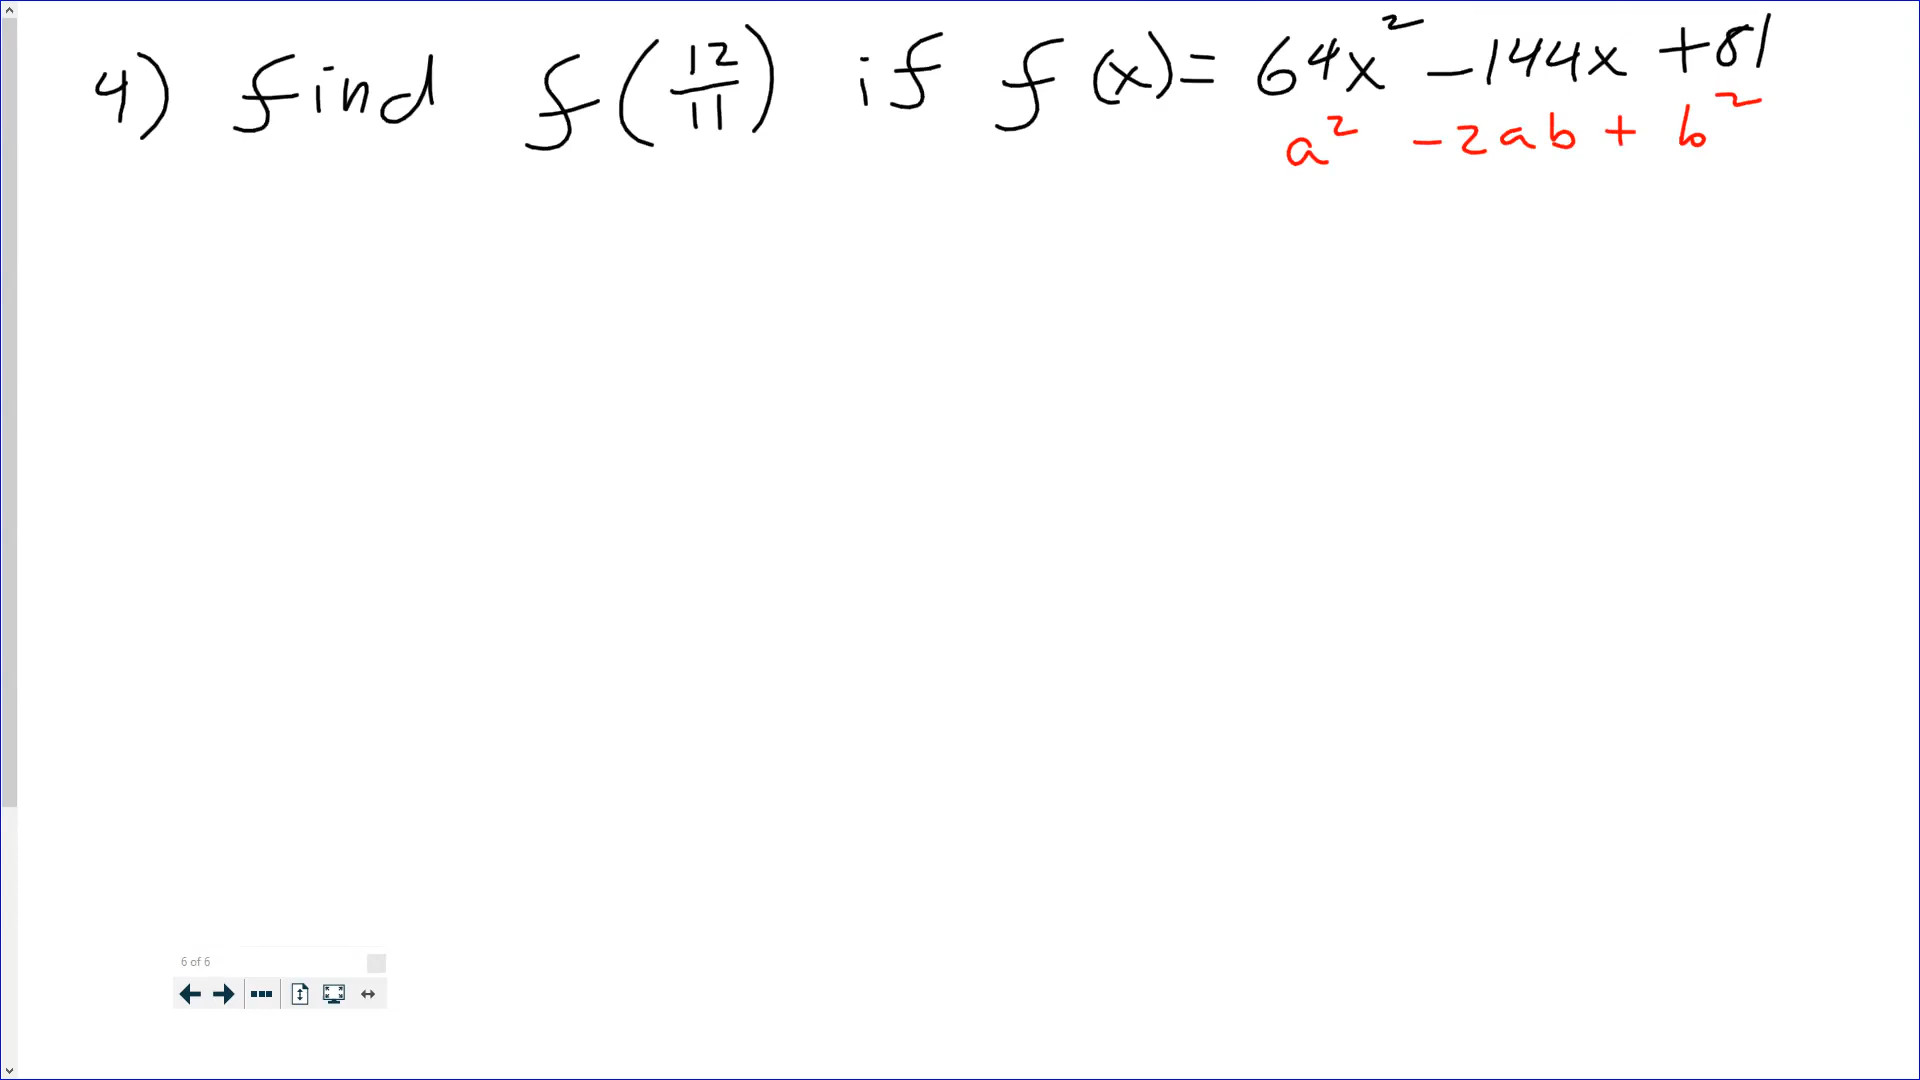 4) find f(12/11) if f(x)= 64x² -144x +81
a² -2ab + b²
6 of 6